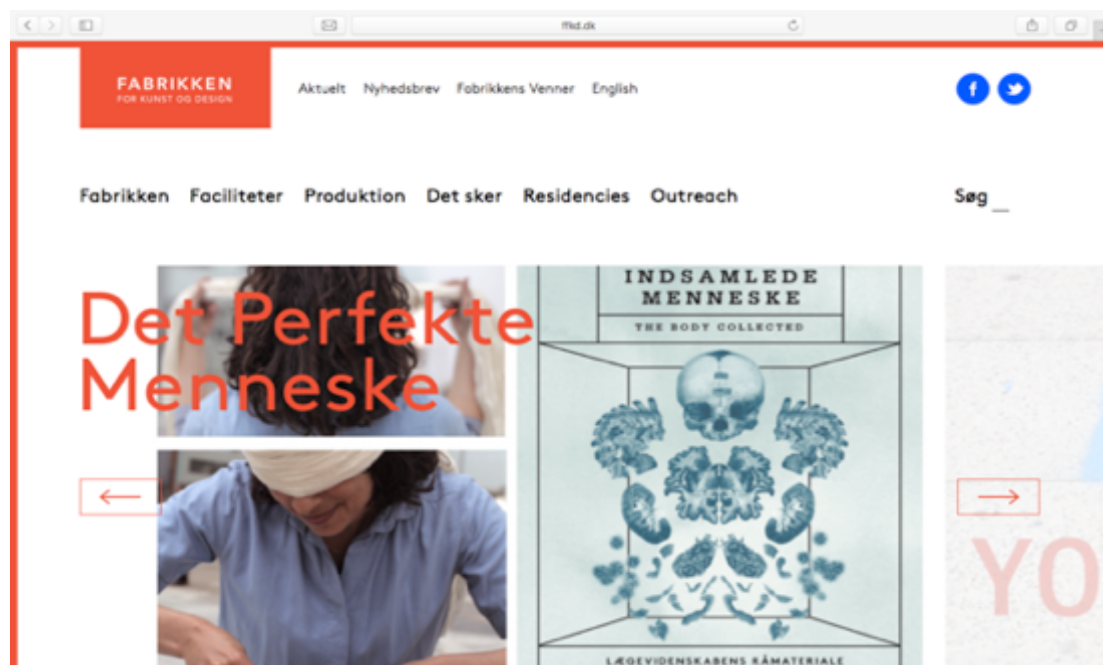 ffkd.dk
FABRIKKEN
FOR KUNST OG DESIGN
Aktuelt Nyhedsbrev Fabrikkens Venner English
Fabrikken Faciliteter Produktion Det sker Residencies Outreach Søg
Det Perfekte
Menneske
INDSAMLEDE
MENNESKE
THE BODY COLLECTED
LÆGEVIDENSKABENS RÅMATERIALE
YO